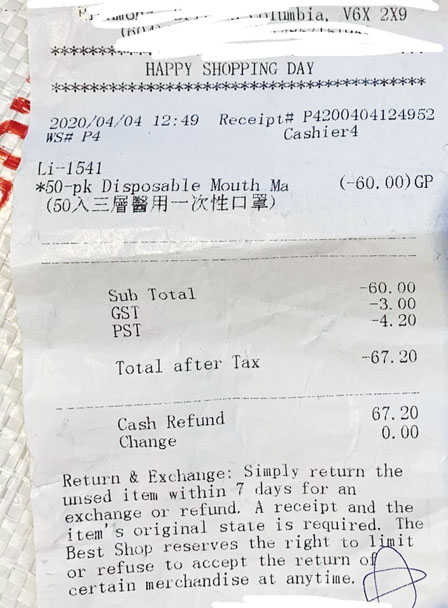 Columbia, V6X 2X9
HAPPY SHOPPING DAY
2020/04/04 12:49 Receipt# P4200404124952
WS# P4 Cashier4
Li-1541
*50-pk Disposable Mouth Ma (-60.00)GP
(50入三層醫用一次性口罩)
Sub Total -60.00
GST -3.00
PST -4.20
Total after Tax -67.20
Cash Refund 67.20
Change 0.00
Return & Exchange: Simply return the
unsed item within 7 days for an
exchange or refund. A receipt and the
item's original state is required. The
Best Shop reserves the right to limit
or refuse to accept the return of
certain merchandise at anytime.